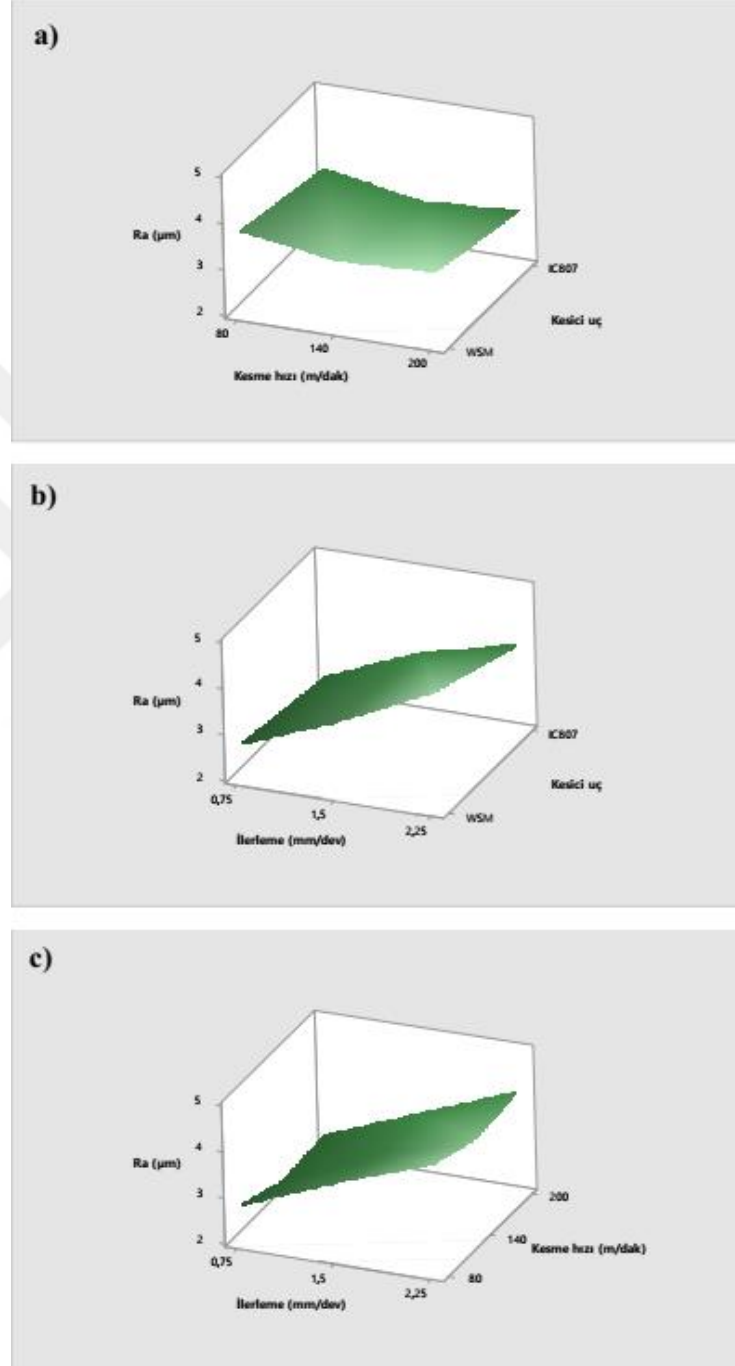 a)
5
4
Ra (µm)
3
2
80
140
200
Kesme hızı (m/dak)
IC807
Kesici uç
WSM
b)
5
4
Ra (µm)
3
2
0,75
1,5
2,25
İlerleme (mm/dev)
IC807
Kesici uç
WSM
c)
5
4
Ra (µm)
3
2
0,75
1,5
2,25
İlerleme (mm/dev)
200
140
Kesme hızı (m/dak)
80